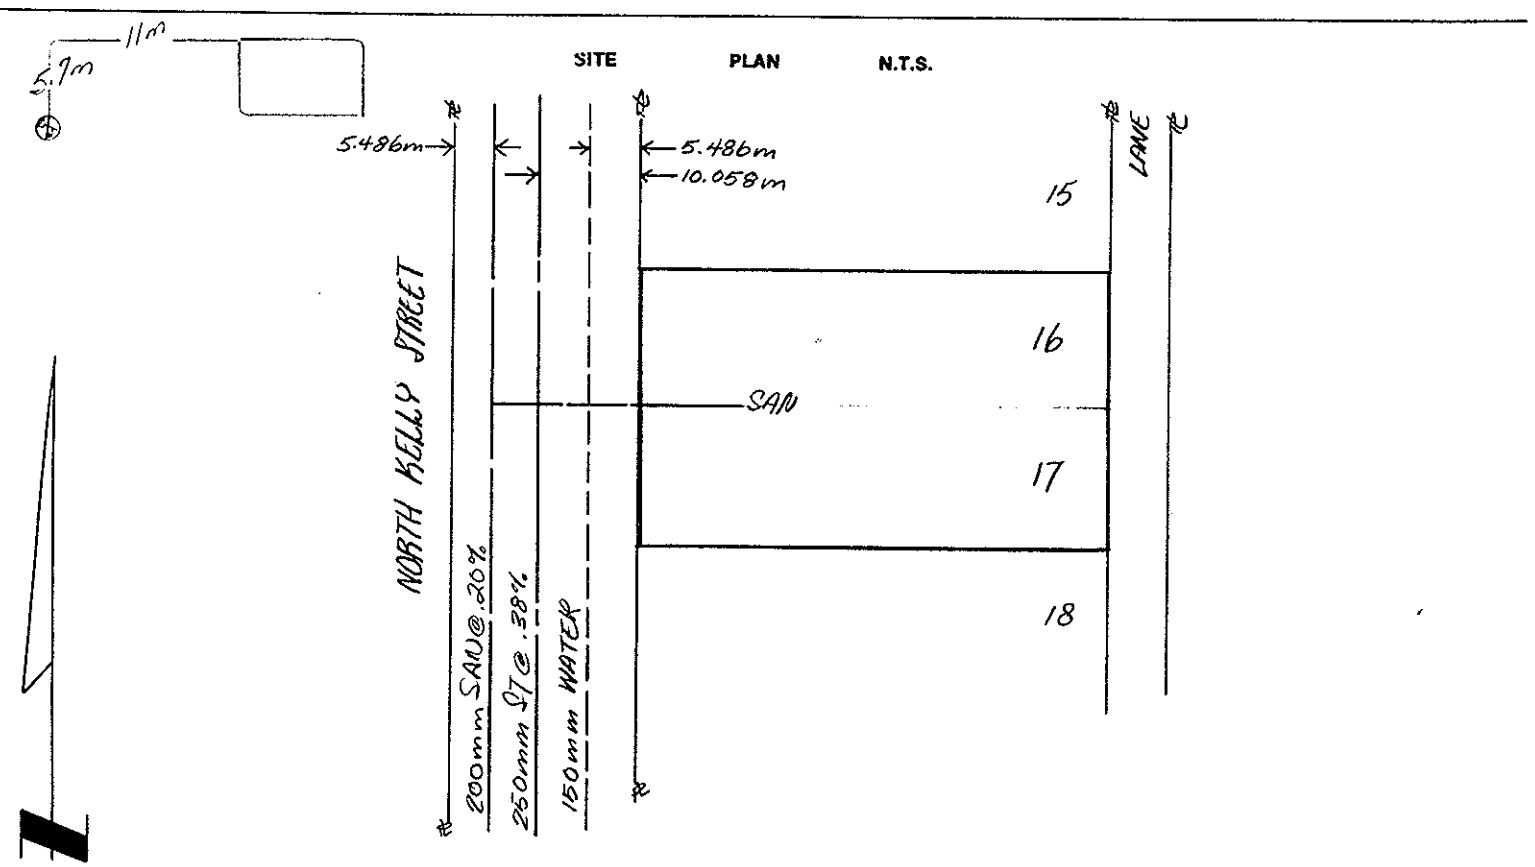 SITE PLAN N.T.S.
11m
5.7m
5.486m
5.486m
10.058m
LANE
15
16
SAN
17
18
NORTH KELLY STREET
200mm SAN@.20%
250mm ST@.38%
150mm WATER